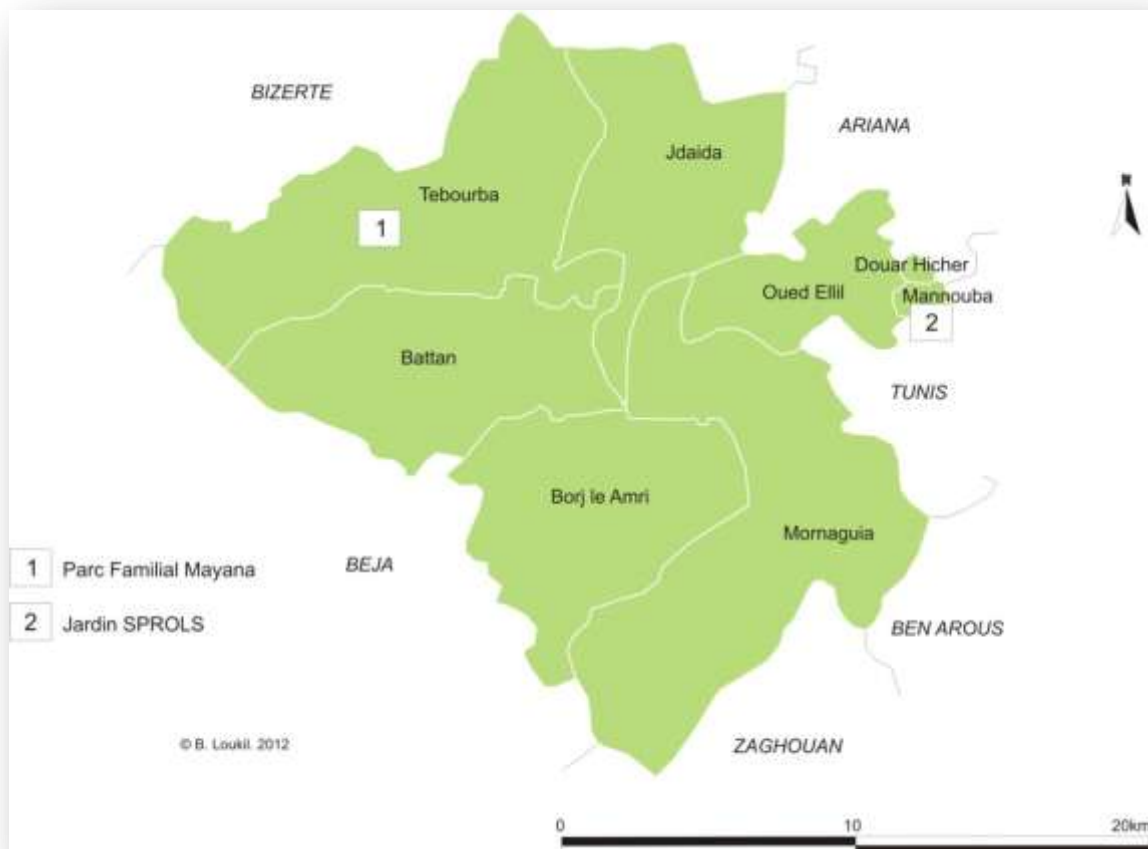 N
BIZERTE
ARIANA
Jdaida
Tebourba
1
Douar Hicher
Oued Ellil
Mannouba
2
Battan
TUNIS
Borj le Amri
Mornaguia
BEJA
1 Parc Familial Mayana
2 Jardin SPROLS
BEN AROUS
© B. Loukil. 2012
ZAGHOUAN
0 10 20km